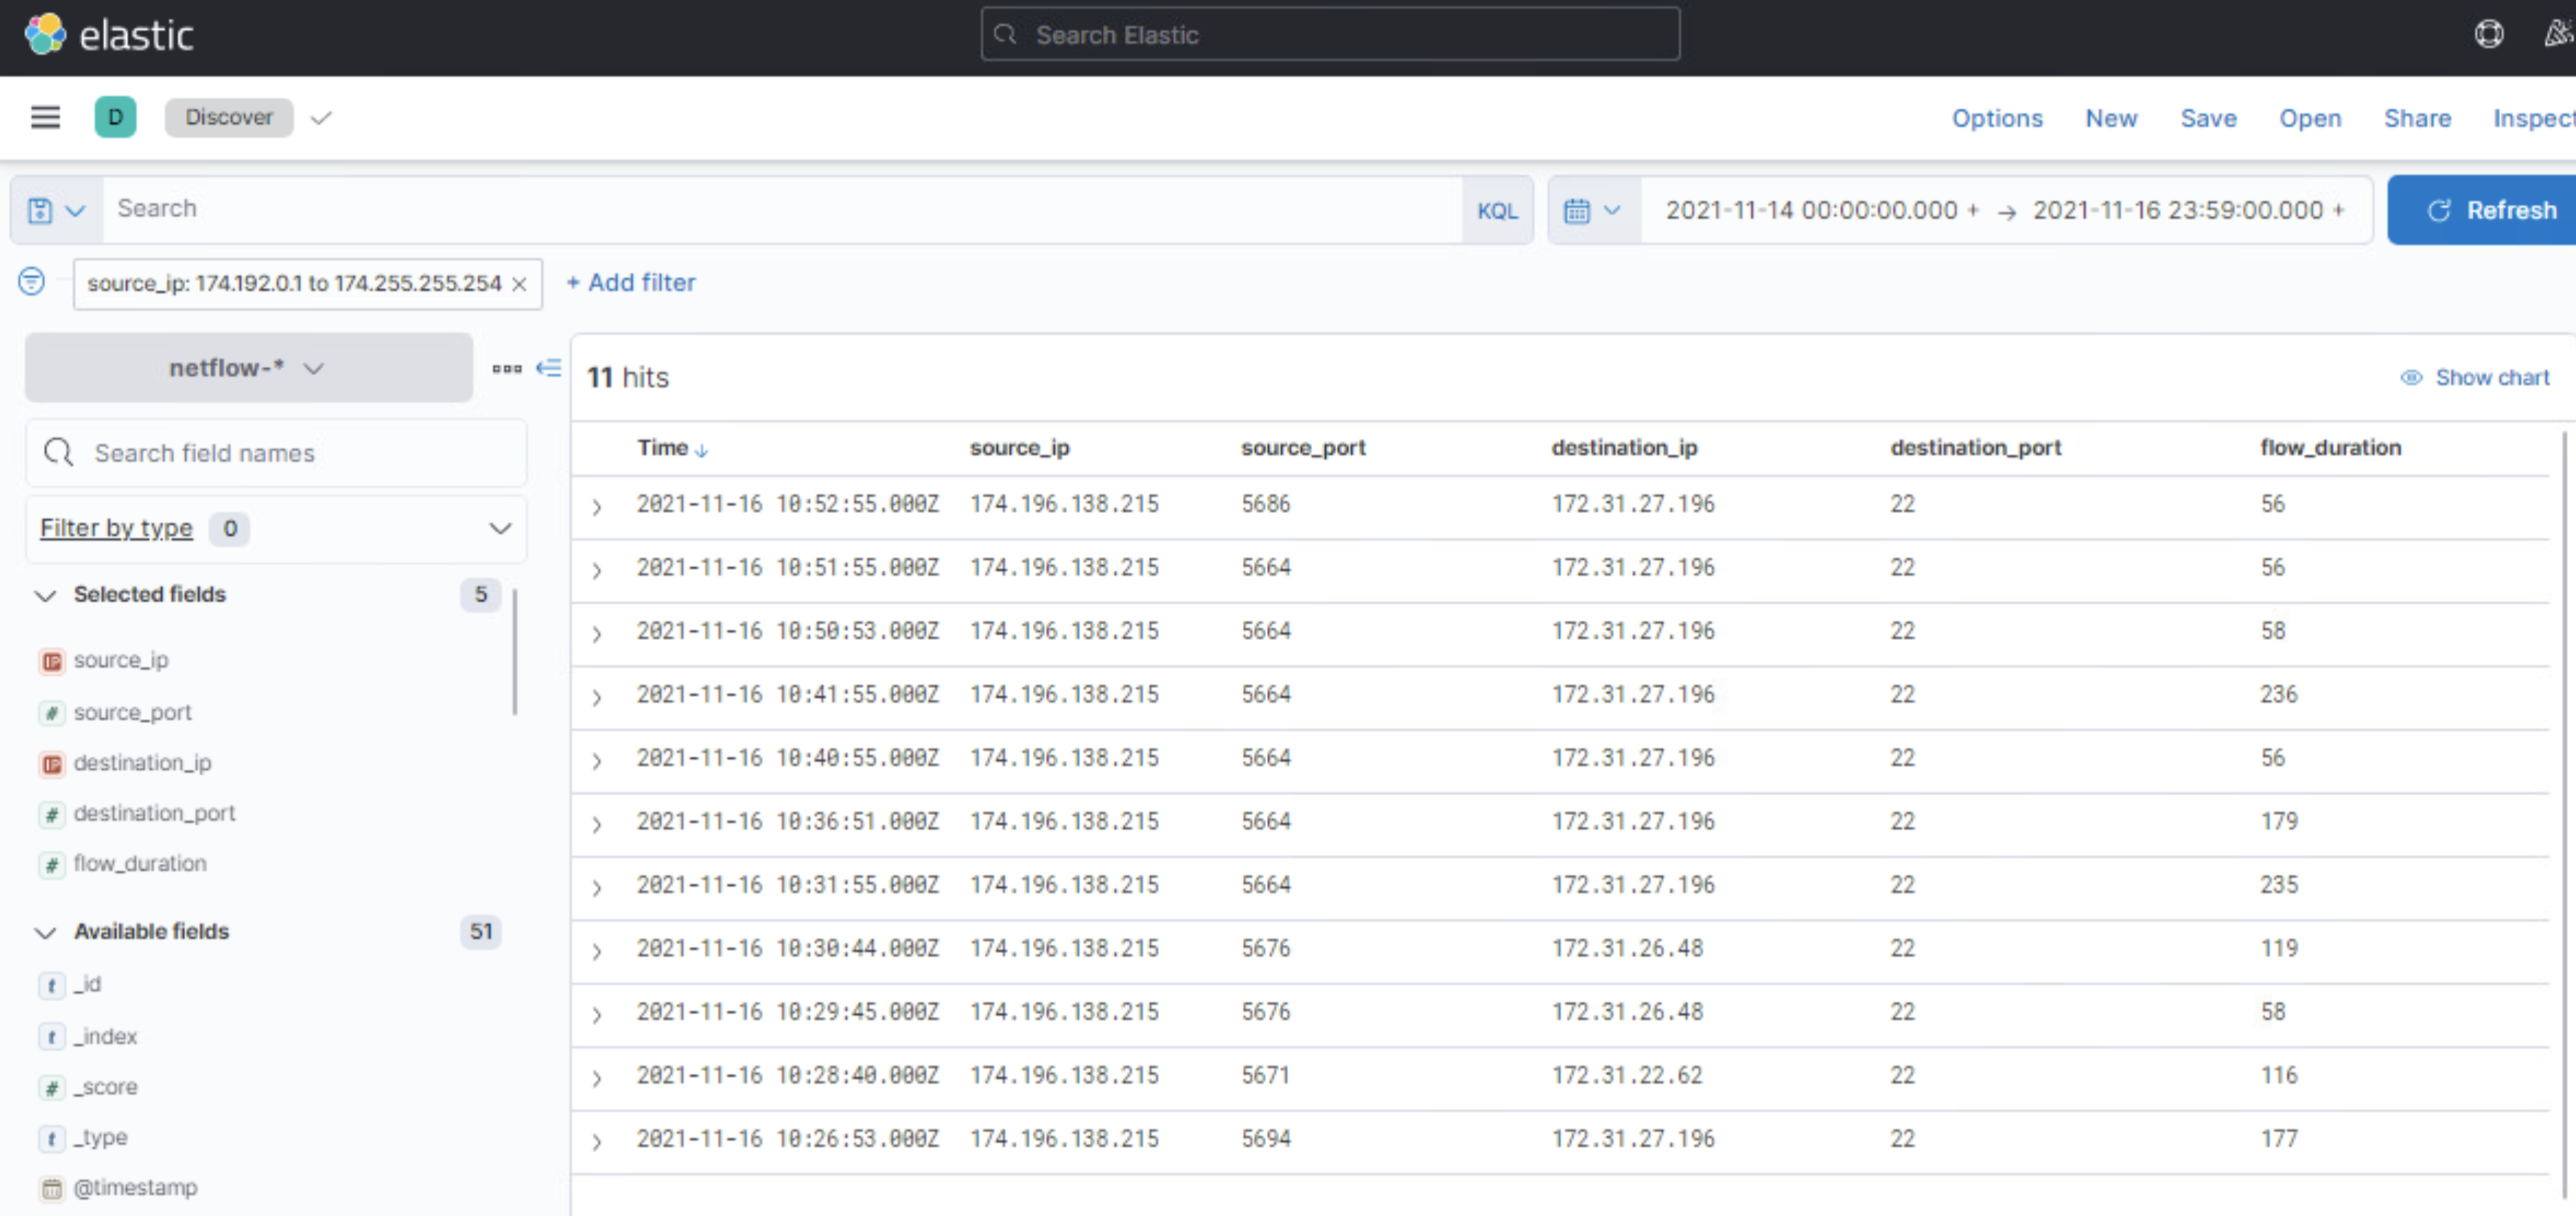 elastic
Search Elastic
D Discover
Options New Save Open Share Inspect
Search KQL 2021-11-14 00:00:00.000 + → 2021-11-16 23:59:00.000 + Refresh
source_ip: 174.192.0.1 to 174.255.255.254 × + Add filter
netflow-*
Search field names
Filter by type 0
Selected fields 5
source_ip
# source_port
destination_ip
# destination_port
# flow_duration
Available fields 51
t _id
t _index
# _score
t _type
@timestamp
11 hits
Show chart
Time ↓ source_ip source_port destination_ip destination_port flow_duration
2021-11-16 10:52:55.000Z 174.196.138.215 5686 172.31.27.196 22 56
2021-11-16 10:51:55.000Z 174.196.138.215 5664 172.31.27.196 22 56
2021-11-16 10:50:53.000Z 174.196.138.215 5664 172.31.27.196 22 58
2021-11-16 10:41:55.000Z 174.196.138.215 5664 172.31.27.196 22 236
2021-11-16 10:40:55.000Z 174.196.138.215 5664 172.31.27.196 22 56
2021-11-16 10:36:51.000Z 174.196.138.215 5664 172.31.27.196 22 179
2021-11-16 10:31:55.000Z 174.196.138.215 5664 172.31.27.196 22 235
2021-11-16 10:30:44.000Z 174.196.138.215 5676 172.31.26.48 22 119
2021-11-16 10:29:45.000Z 174.196.138.215 5676 172.31.26.48 22 58
2021-11-16 10:28:40.000Z 174.196.138.215 5671 172.31.22.62 22 116
2021-11-16 10:26:53.000Z 174.196.138.215 5694 172.31.27.196 22 177